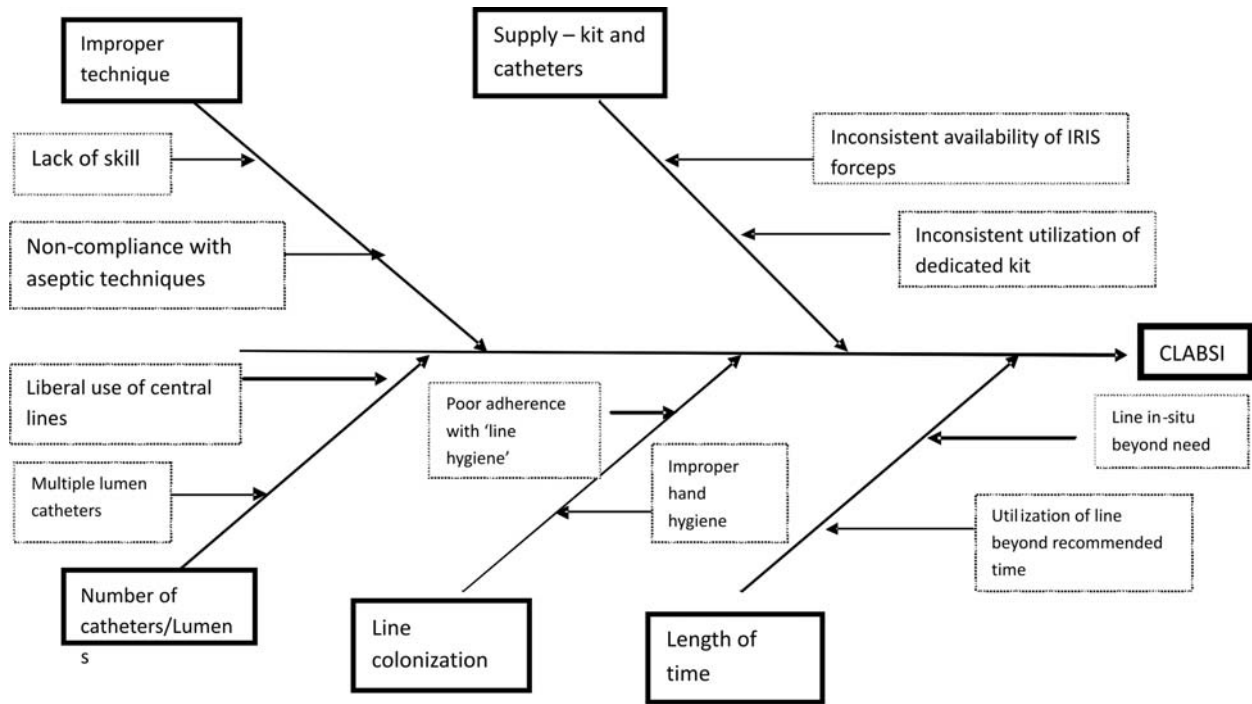 Improper
technique
Supply – kit and
catheters
Lack of skill
Inconsistent availability of IRIS
forceps
Non-compliance with
aseptic techniques
Inconsistent utilization of
dedicated kit
CLABSI
Liberal use of central
lines
Poor adherence
with ‘line
hygiene’
Line in-situ
beyond need
Multiple lumen
catheters
Improper
hand
hygiene
Utilization of line
beyond recommended
time
Number of
catheters/Lumen
s
Line
colonization
Length of
time